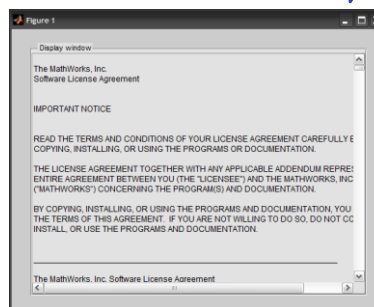 Figure 1
Display window
The MathWorks, Inc.
Software License Agreement
IMPORTANT NOTICE
READ THE TERMS AND CONDITIONS OF YOUR LICENSE AGREEMENT CAREFULLY
COPYING, INSTALLING, OR USING THE PROGRAMS OR DOCUMENTATION.
THE LICENSE AGREEMENT TOGETHER WITH ANY APPLICABLE ADDENDUM
ENTIRE AGREEMENT BETWEEN YOU (THE "LICENSEE") AND THE MATHWORKS, INC
("MATHWORKS") CONCERNING THE PROGRAM(S) AND DOCUMENTATION.
BY COPYING, INSTALLING, OR USING THE PROGRAMS OR DOCUMENTATION, YOU
THE TERMS OF THIS AGREEMENT. IF YOU ARE NOT WILLING TO DO SO, DO NOT
INSTALL, OR USE THE PROGRAMS AND DOCUMENTATION.
The MathWorks, Inc. Software License Agreement